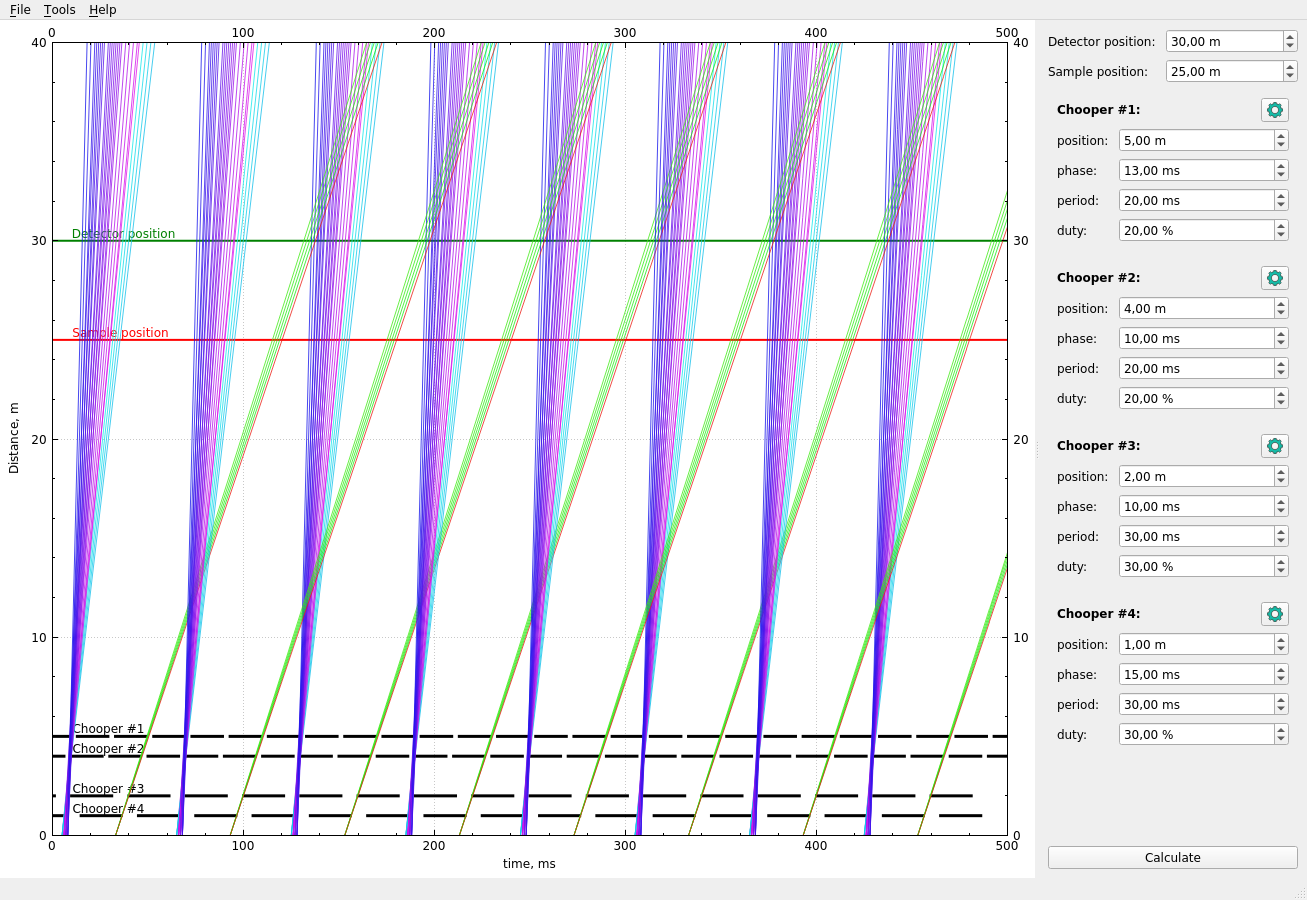 File Tools Help
0 100 200 300 400 500
40 40
30 30
20 20
10 10
0 0
0 100 200 300 400 500
time, ms
Distance, m
Detector position
Sample position
Chooper #1
Chooper #2
Chooper #3
Chooper #4
Detector position: 30,00 m
Sample position: 25,00 m
Chooper #1:
position: 5,00 m
phase: 13,00 ms
period: 20,00 ms
duty: 20,00 %
Chooper #2:
position: 4,00 m
phase: 10,00 ms
period: 20,00 ms
duty: 20,00 %
Chooper #3:
position: 2,00 m
phase: 10,00 ms
period: 30,00 ms
duty: 30,00 %
Chooper #4:
position: 1,00 m
phase: 15,00 ms
period: 30,00 ms
duty: 30,00 %
Calculate